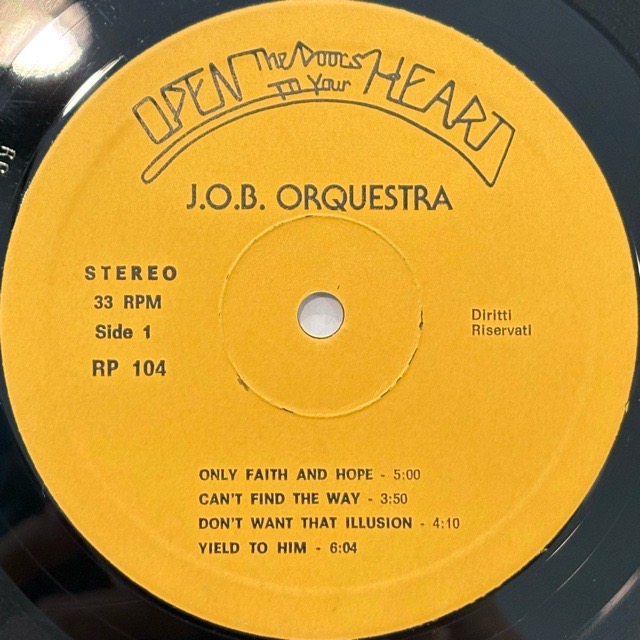 OPEN The Doors To Your HEART
J.O.B. ORQUESTRA
STEREO
33 RPM
Side 1
RP 104
Diritti
Riservati
ONLY FAITH AND HOPE - 5:00
CAN'T FIND THE WAY - 3:50
DON'T WANT THAT ILLUSION - 4:10
YIELD TO HIM - 6:04